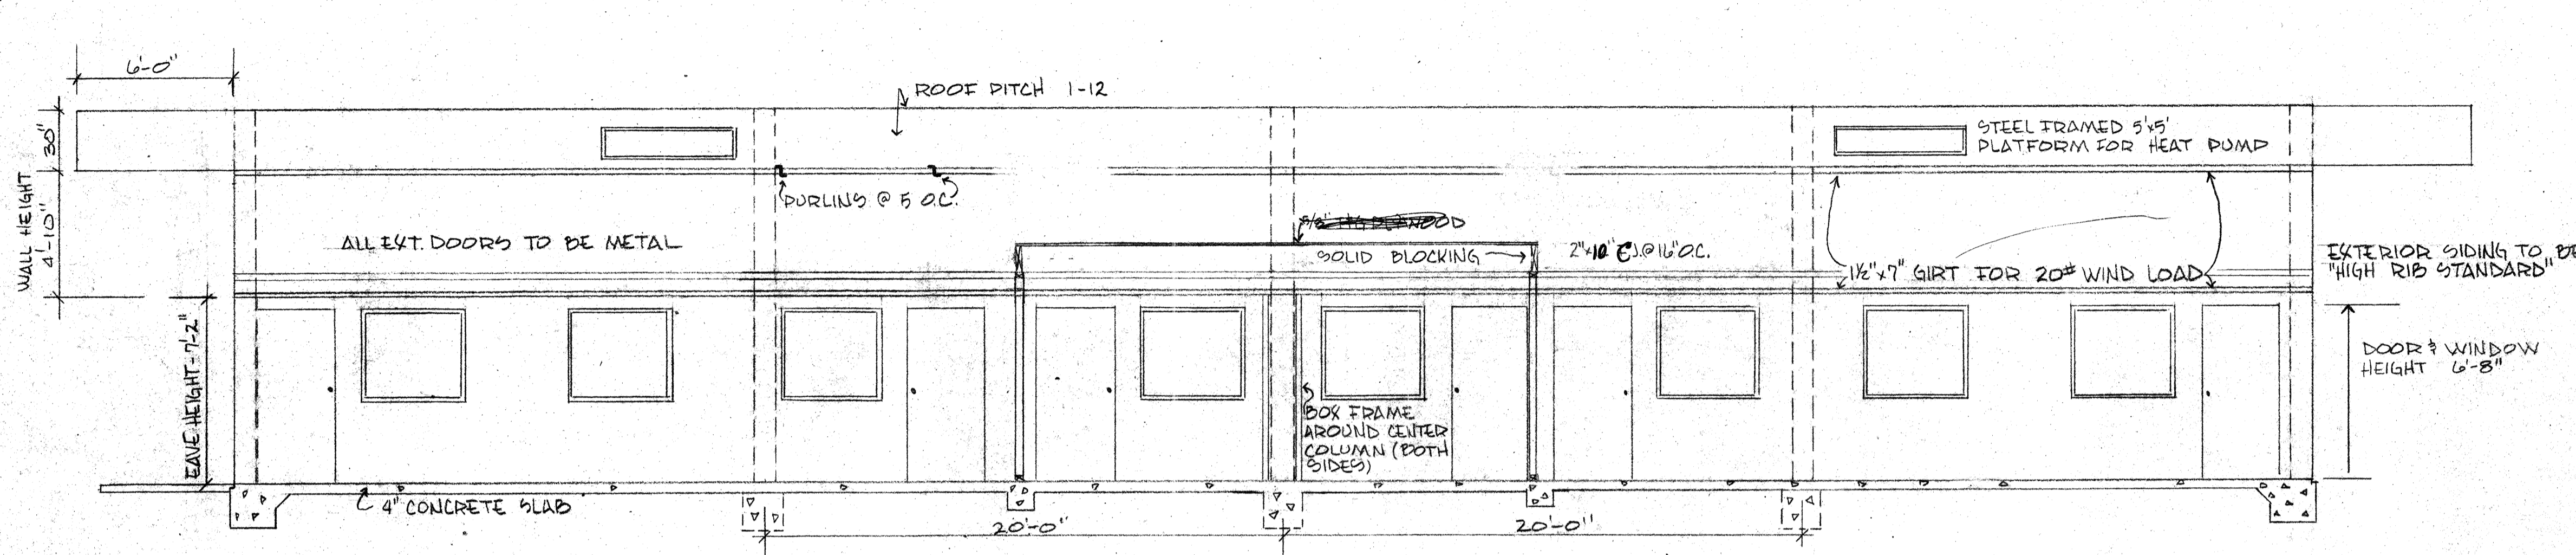 6'-0"
ROOF PITCH 1-12
30"
STEEL FRAMED 5'x5'
PLATFORM FOR HEAT PUMP
WALL HEIGHT
4'-10"
PURLINS @ 5 O.C.
ALL EXT. DOORS TO BE METAL
SOLID BLOCKING
2"x10" C.J. @ 16" O.C.
1½"x7" GIRT FOR 20# WIND LOAD
EXTERIOR SIDING TO BE
"HIGH RIB STANDARD"
EAVE HEIGHT-7'-2"
DOOR & WINDOW
HEIGHT 6'-8"
BOX FRAME
AROUND CENTER
COLUMN (BOTH
SIDES)
4" CONCRETE SLAB
20'-0"
20'-0"